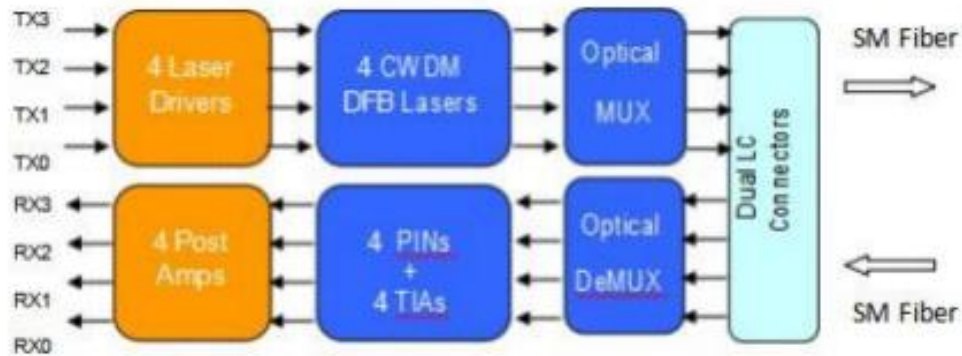 TX3
TX2
TX1
TX0
RX3
RX2
RX1
RX0
4 Laser
Drivers
4 CWDM
DFB Lasers
Optical
MUX
4 Post
Amps
4 PINs
+
4 TIAs
Optical
DeMUX
Dual LC
Connectors
SM Fiber
SM Fiber